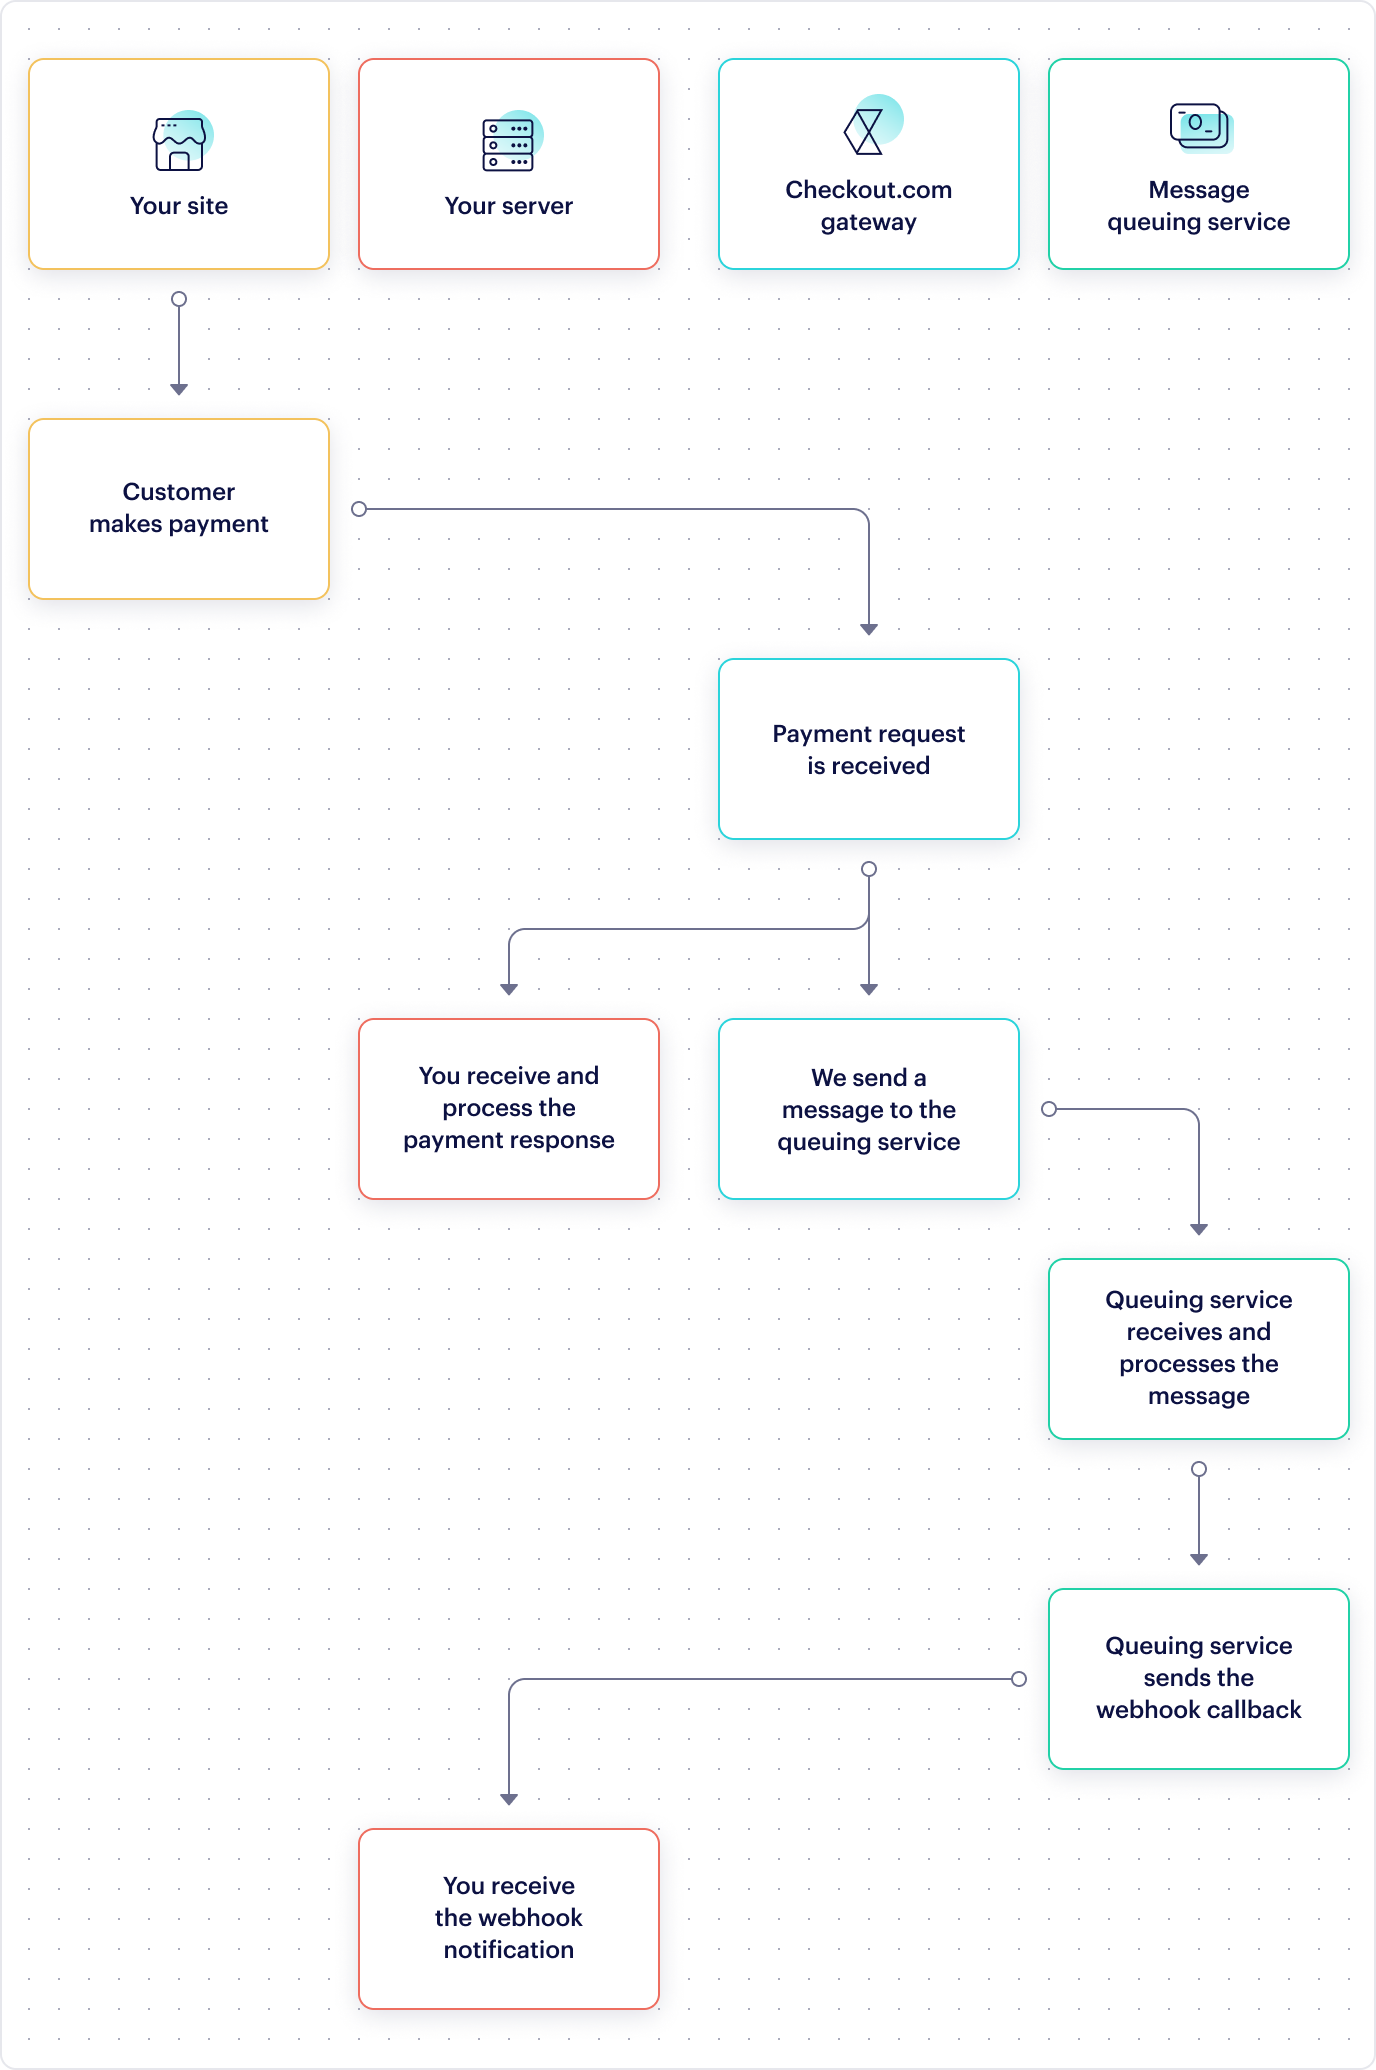 Your site
Your server
Checkout.com
gateway
Message
queuing service
Customer
makes payment
Payment request
is received
You receive and
process the
payment response
We send a
message to the
queuing service
Queuing service
receives and
processes the
message
Queuing service
sends the
webhook callback
You receive
the webhook
notification